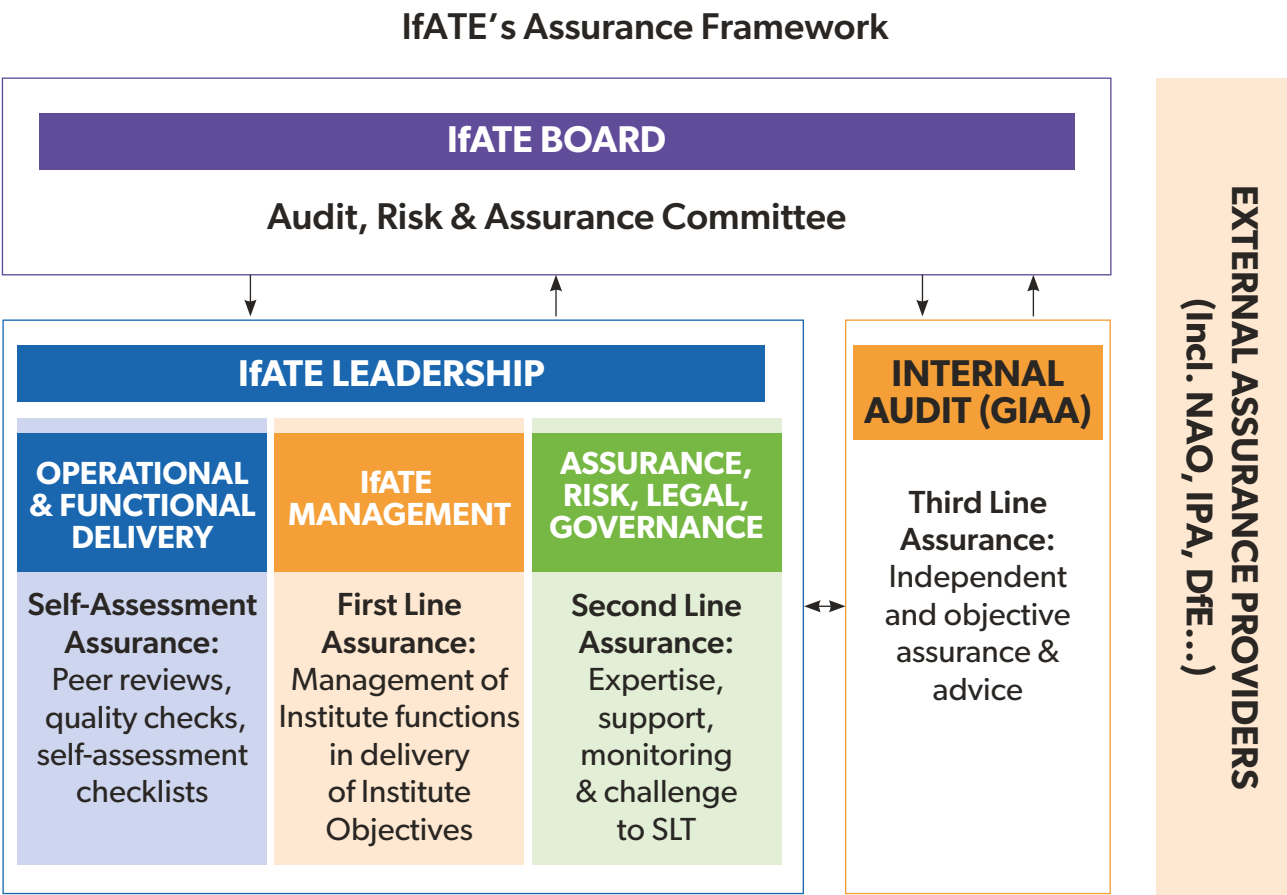 IfATE's Assurance Framework
IfATE BOARD
Audit, Risk & Assurance Committee
IfATE LEADERSHIP
OPERATIONAL
& FUNCTIONAL
DELIVERY
Self-Assessment
Assurance:
Peer reviews,
quality checks,
self-assessment
checklists
IfATE
MANAGEMENT
First Line
Assurance:
Management of
Institute functions
in delivery
of Institute
Objectives
ASSURANCE,
RISK, LEGAL,
GOVERNANCE
Second Line
Assurance:
Expertise,
support,
monitoring
& challenge
to SLT
INTERNAL
AUDIT (GIAA)
Third Line
Assurance:
Independent
and objective
assurance &
advice
EXTERNAL ASSURANCE PROVIDERS
(Incl. NAO, IPA, DfE...)